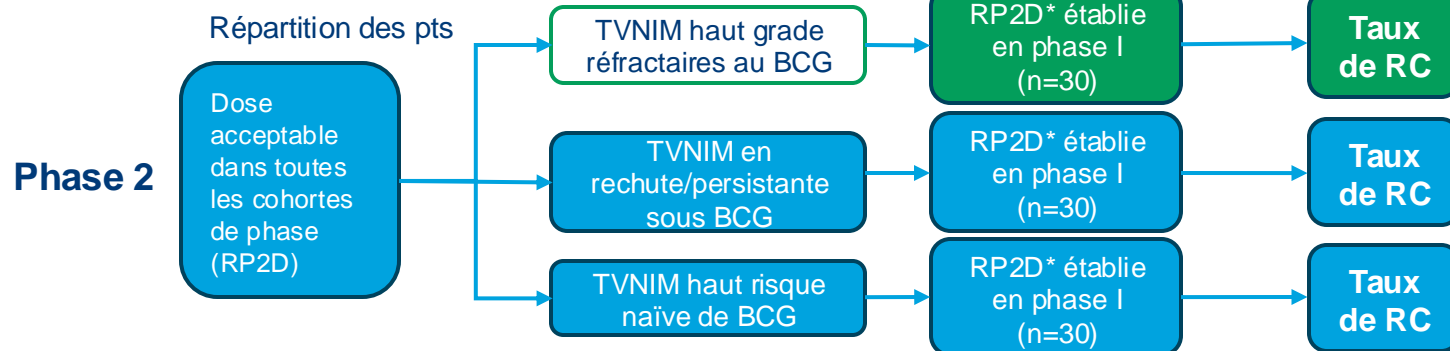 Répartition des pts
Phase 2
Dose
acceptable
dans toutes
les cohortes
de phase
(RP2D)
TVNIM haut grade
réfractaires au BCG
RP2D* établie
en phase I
(n=30)
Taux
de RC
TVNIM en
rechute/persistante
sous BCG
RP2D* établie
en phase I
(n=30)
Taux
de RC
TVNIM haut risque
naïve de BCG
RP2D* établie
en phase I
(n=30)
Taux
de RC